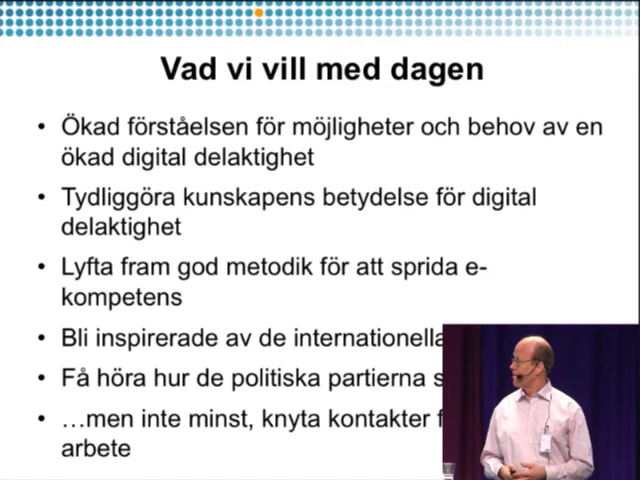 Vad vi vill med dagen
• Ökad förståelsen för möjligheter och behov av en
ökad digital delaktighet
• Tydliggöra kunskapens betydelse för digital
delaktighet
• Lyfta fram god metodik för att sprida e-
kompetens
• Bli inspirerade av de internationella
• Få höra hur de politiska partierna
• …men inte minst, knyta kontakter
arbete